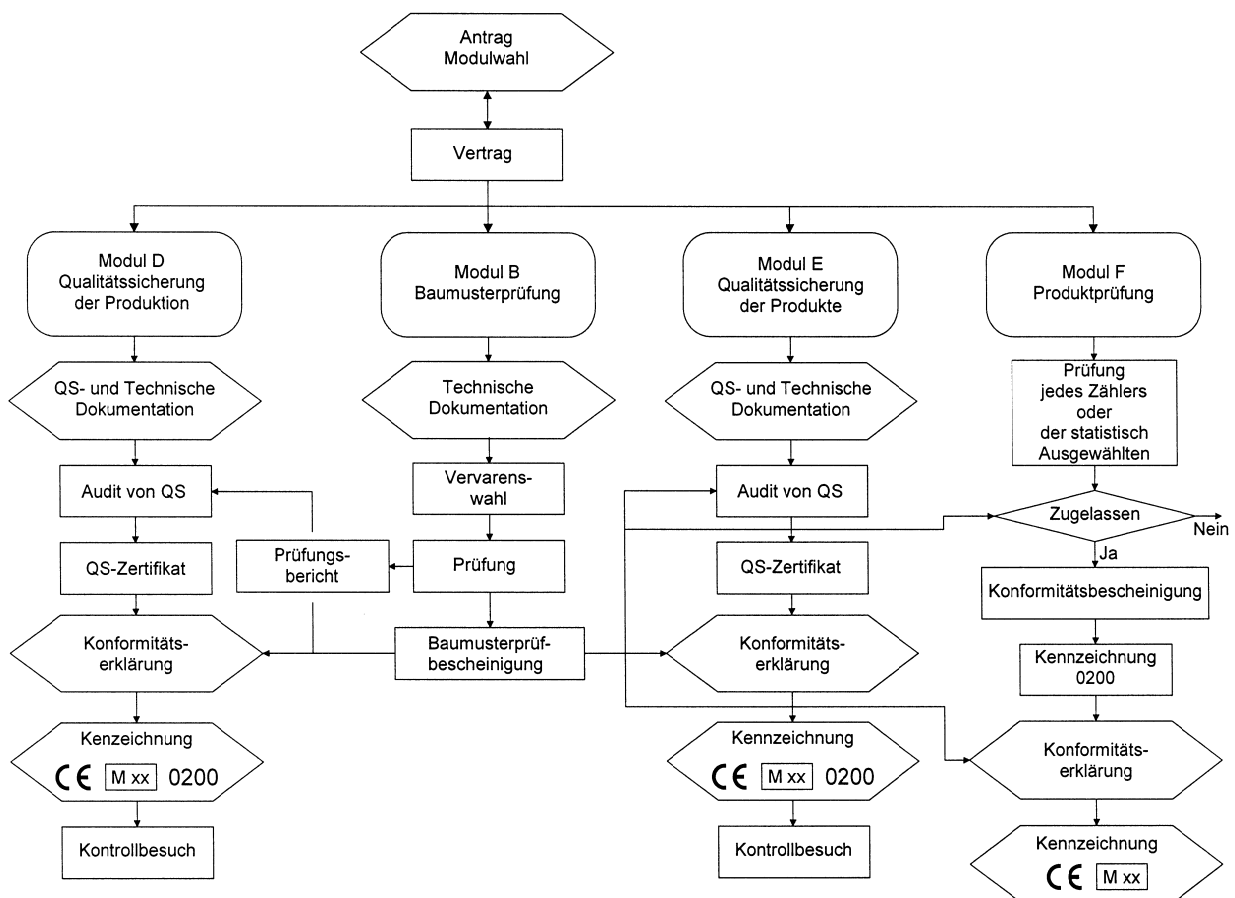 Antrag
Modulwahl
Vertrag
Modul D
Qualitätssicherung
der Produktion
Modul B
Baumusterprüfung
Modul E
Qualitätssicherung
der Produkte
Modul F
Produktprüfung
QS- und Technische
Dokumentation
Technische
Dokumentation
QS- und Technische
Dokumentation
Prüfung
jedes Zählers
oder
der statistisch
Ausgewählten
Audit von QS
Vervarens-
wahl
Audit von QS
Zugelassen
Nein
Ja
QS-Zertifikat
Prüfungs-
bericht
Prüfung
QS-Zertifikat
Konformitätsbescheinigung
Konformitäts-
erklärung
Baumusterprüf-
bescheinigung
Konformitäts-
erklärung
Kennzeichnung
0200
Kenzeichnung
CE M xx 0200
Kennzeichnung
CE M xx 0200
Konformitäts-
erklärung
Kontrollbesuch
Kontrollbesuch
Kennzeichnung
CE M xx